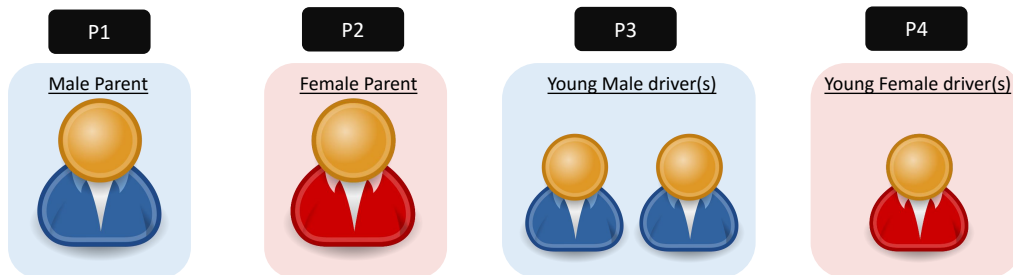 P1
P2
P3
P4
Male Parent
Female Parent
Young Male driver(s)
Young Female driver(s)